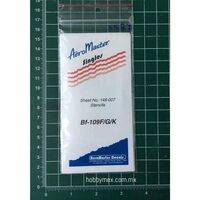 AeroMaster
Singles
Sheet No. 148-007
Stencils
Bf-109F/G/K
AeroMaster Decals
hobbymex.com/mx